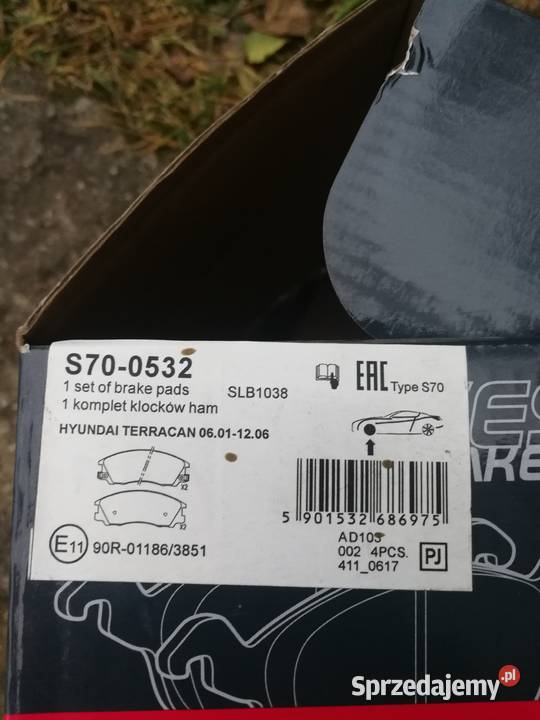 S70-0532
1 set of brake pads SLB1038
1 komplet klocków ham
HYUNDAI TERRACAN 06.01-12.06
EAC Type S70
X2
X2
5 901532 686975
AD103
002 4PCS.
411_0617
PJ
E11 90R-01186/3851
Sprzedajemy.pl